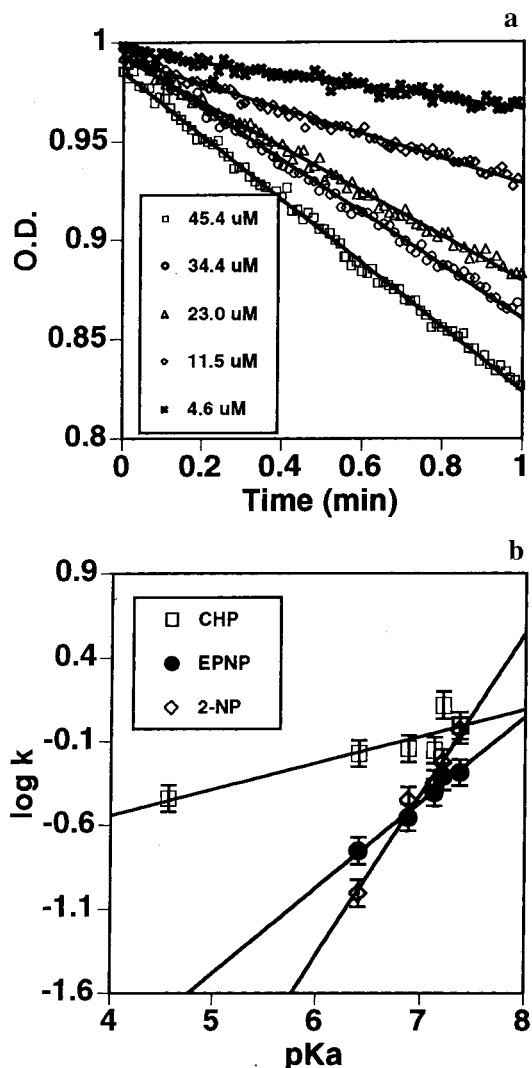 a
1
0.95
0.9
0.85
0.8
O.D.
45.4 uM
34.4 uM
23.0 uM
11.5 uM
4.6 uM
0 0.2 0.4 0.6 0.8 1
Time (min)
b
0.9
0.4
-0.1
-0.6
-1.1
-1.6
log k
CHP
EPNP
2-NP
4 5 6 7 8
pKa